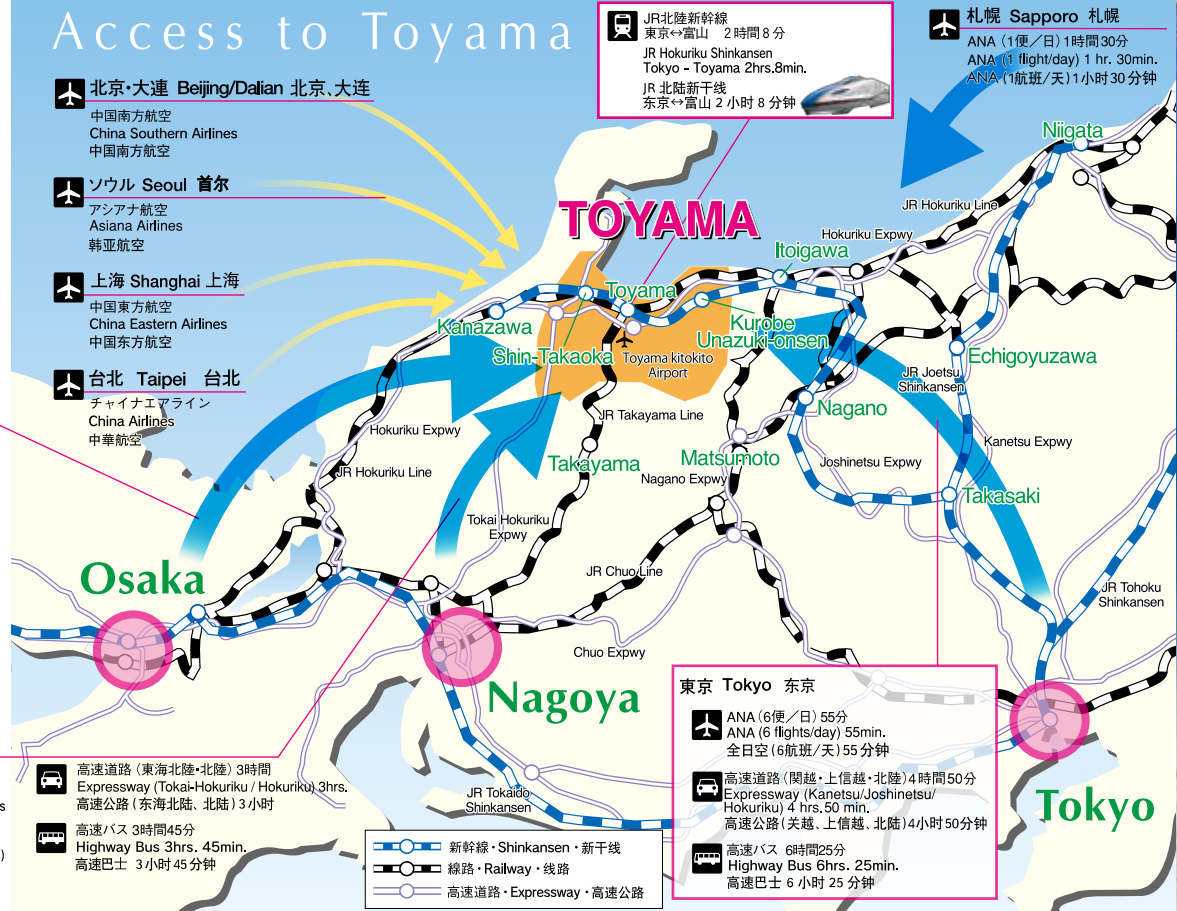 Access to Toyama
JR北陸新幹線
東京↔富山 2時間8分
JR Hokuriku Shinkansen
Tokyo - Toyama 2hrs.8min.
JR 北陆新干线
东京↔富山 2 小时 8 分钟
札幌 Sapporo 札幌
ANA (1便／日) 1時間30分
ANA (1 flight/day) 1 hr. 30min.
ANA (1航班/天) 1小时30分钟
北京・大連 Beijing/Dalian 北京、大连
中国南方航空
China Southern Airlines
中国南方航空
ソウル Seoul 首尔
アシアナ航空
Asiana Airlines
韩亚航空
上海 Shanghai 上海
中国東方航空
China Eastern Airlines
中国东方航空
台北 Taipei 台北
チャイナエアライン
China Airlines
中華航空
TOYAMA
Niigata
JR Hokuriku Line
Hokuriku Expwy
Itoigawa
Toyama
Kanazawa
Kurobe
Unazuki-onsen
Shin-Takaoka
Toyama kitokito
Airport
Echigoyuzawa
JR Joetsu
Shinkansen
Nagano
JR Takayama Line
Hokuriku Expwy
JR Hokuriku Line
Takayama
Matsumoto
Nagano Expwy
Joshinetsu Expwy
Kanetsu Expwy
Takasaki
Tokai Hokuriku
Expwy
Osaka
JR Chuo Line
JR Tohoku
Shinkansen
Chuo Expwy
Nagoya
東京 Tokyo 东京
ANA (6便／日) 55分
ANA (6 flights/day) 55min.
全日空 (6航班/天) 55 分钟
高速道路 (関越・上信越・北陸) 4時間50分
Expressway (Kanetsu/Joshinetsu/
Hokuriku) 4 hrs. 50 min.
高速公路 (关越、上信越、北陆) 4小时50分钟
高速バス 6時間25分
Highway Bus 6hrs. 25min.
高速巴士 6 小时 25 分钟
Tokyo
高速道路 (東海北陸・北陸) 3時間
Expressway (Tokai-Hokuriku / Hokuriku) 3hrs.
高速公路 (东海北陆、北陆) 3小时
高速バス 3時間45分
Highway Bus 3hrs. 45min.
高速巴士 3小时45分钟
s
)
JR Tokaido
Shinkansen
新幹線・Shinkansen・新干线
線路・Railway・线路
高速道路・Expressway・高速公路